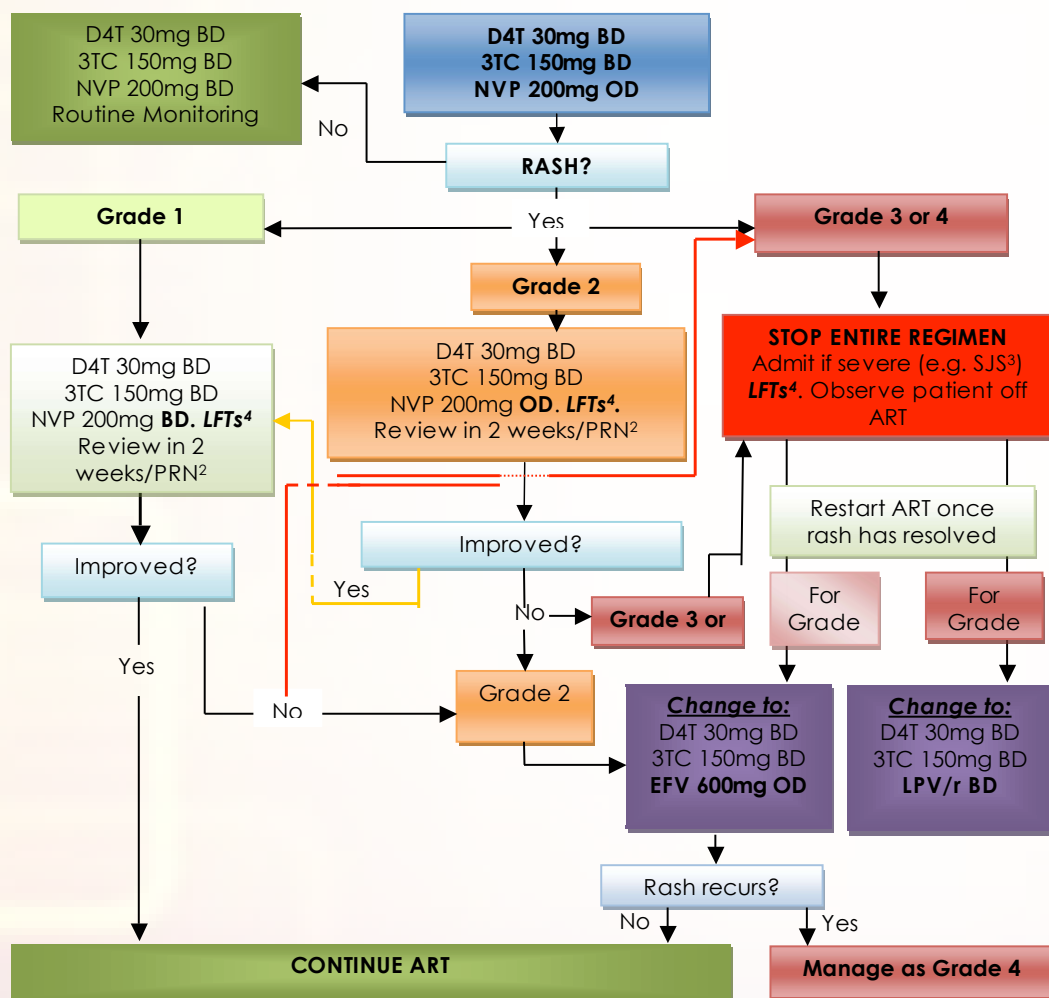 D4T 30mg BD
3TC 150mg BD
NVP 200mg BD
Routine Monitoring
D4T 30mg BD
3TC 150mg BD
NVP 200mg OD
No
RASH?
Grade 1
Yes
Grade 3 or 4
Grade 2
D4T 30mg BD
3TC 150mg BD
NVP 200mg BD. LFTs⁴
Review in 2
weeks/PRN²
D4T 30mg BD
3TC 150mg BD
NVP 200mg OD. LFTs⁴.
Review in 2 weeks/PRN²
STOP ENTIRE REGIMEN
Admit if severe (e.g. SJS³)
LFTs⁴. Observe patient off
ART
Restart ART once
rash has resolved
Improved?
Improved?
Yes
No
Grade 3 or
For
Grade
For
Grade
Yes
No
Grade 2
Change to:
D4T 30mg BD
3TC 150mg BD
EFV 600mg OD
Change to:
D4T 30mg BD
3TC 150mg BD
LPV/r BD
Rash recurs?
No
Yes
CONTINUE ART
Manage as Grade 4